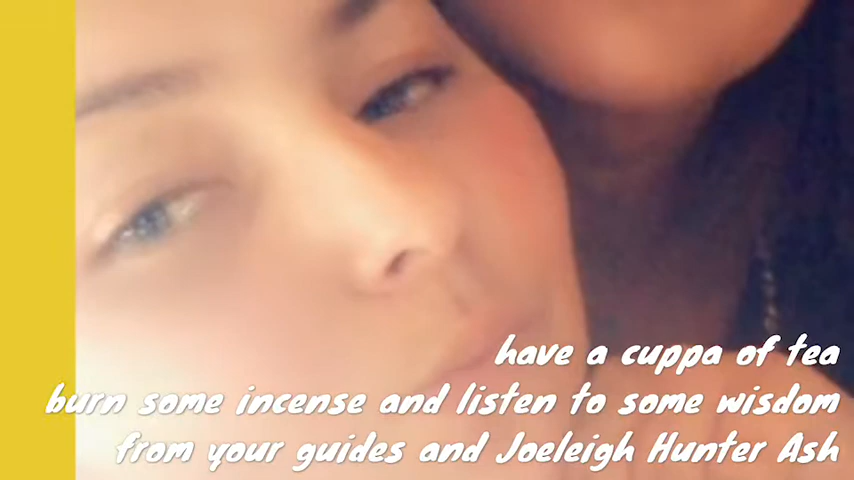 have a cuppa of tea
burn some incense and listen to some wisdom
from your guides and Joeleigh Hunter Ash